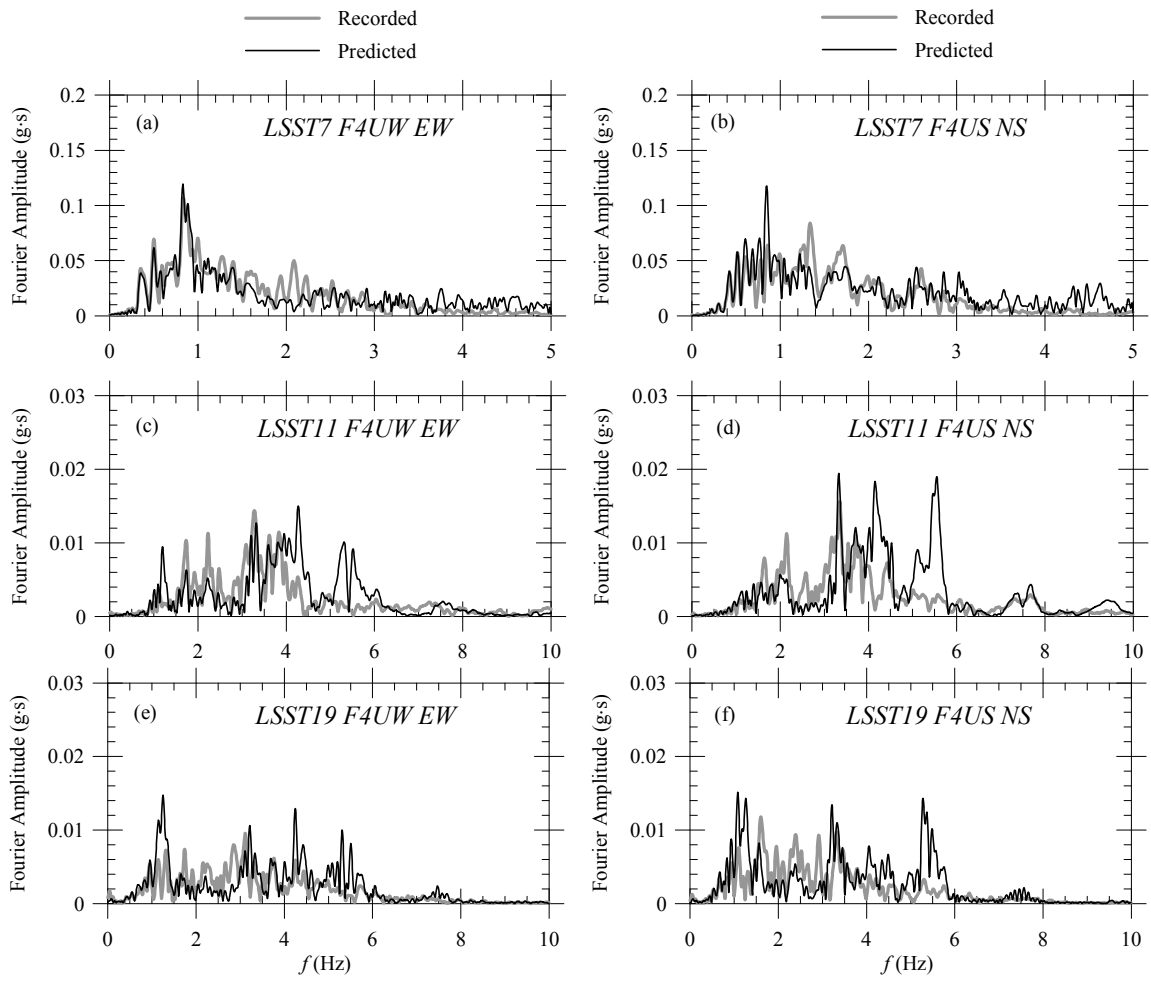 Recorded
Predicted
Recorded
Predicted
(a) LSST7 F4UW EW
Fourier Amplitude (g·s)
0.2
0.15
0.1
0.05
0
0 1 2 3 4 5
(b) LSST7 F4US NS
Fourier Amplitude (g·s)
0.2
0.15
0.1
0.05
0
0 1 2 3 4 5
(c) LSST11 F4UW EW
Fourier Amplitude (g·s)
0.03
0.02
0.01
0
0 2 4 6 8 10
(d) LSST11 F4US NS
Fourier Amplitude (g·s)
0.03
0.02
0.01
0
0 2 4 6 8 10
(e) LSST19 F4UW EW
Fourier Amplitude (g·s)
0.03
0.02
0.01
0
0 2 4 6 8 10
f (Hz)
(f) LSST19 F4US NS
Fourier Amplitude (g·s)
0.03
0.02
0.01
0
0 2 4 6 8 10
f (Hz)